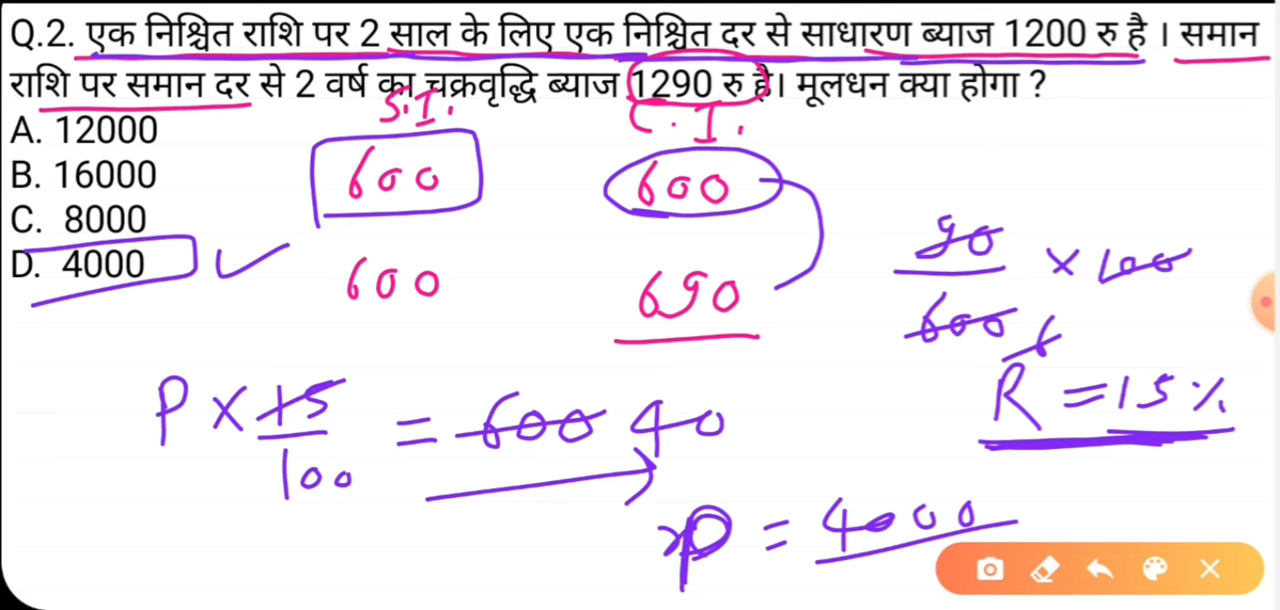 Q.2. एक निश्चित राशि पर 2 साल के लिए एक निश्चित दर से साधारण ब्याज 1200 रु है । समान
राशि पर समान दर से 2 वर्ष का चक्रवृद्धि ब्याज 1290 रु है। मूलधन क्या होगा ?
A. 12000
B. 16000
C. 8000
D. 4000
S.I. C.I.
600 600
600 690
90/600 × 100
6
R = 15 %
P × 15/100 = 600 40
P = 4000